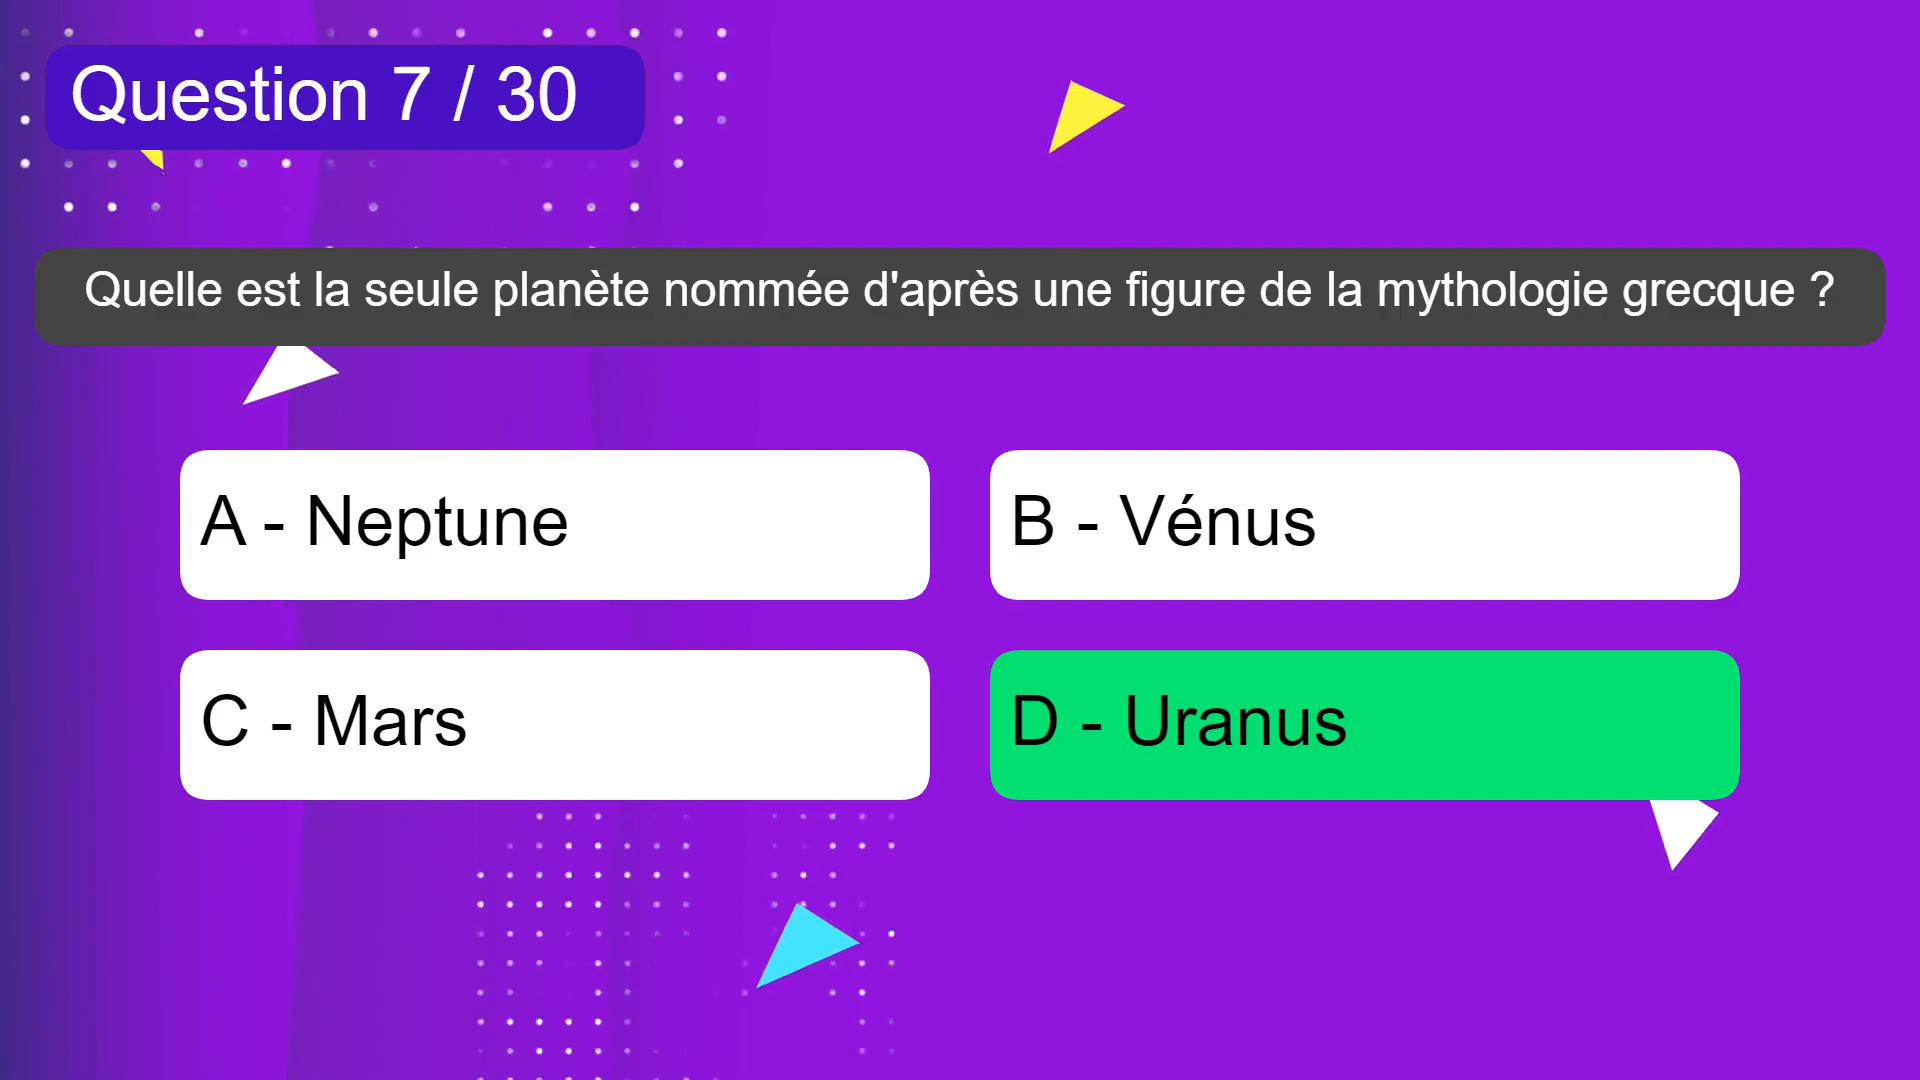 Question 7 / 30
Quelle est la seule planète nommée d'après une figure de la mythologie grecque ?
A - Neptune
B - Vénus
C - Mars
D - Uranus